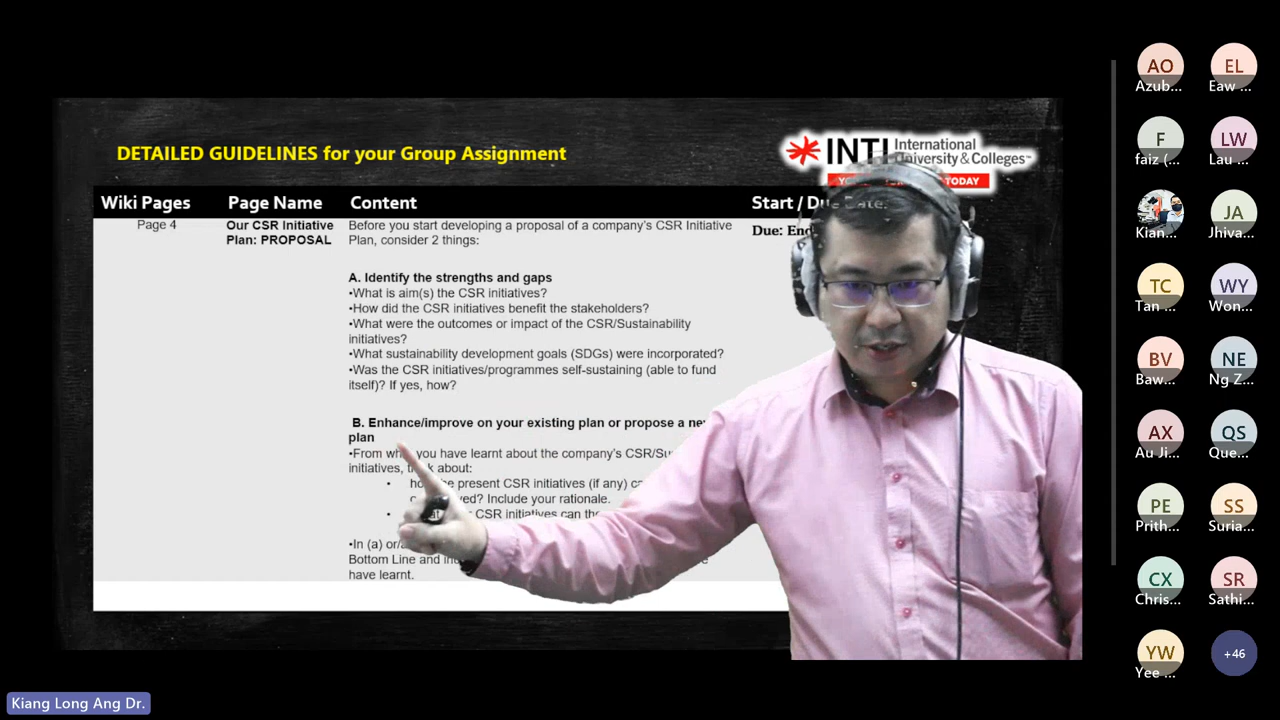 DETAILED GUIDELINES for your Group Assignment
INTI International
University & Colleges
TODAY
Wiki Pages Page Name Content Start / Due Date
Page 4 Our CSR Initiative Before you start developing a proposal of a company's CSR Initiative Due: End
Plan: PROPOSAL Plan, consider 2 things:
A. Identify the strengths and gaps
•What is aim(s) the CSR initiatives?
•How did the CSR initiatives benefit the stakeholders?
•What were the outcomes or impact of the CSR/Sustainability
initiatives?
•What sustainability development goals (SDGs) were incorporated?
•Was the CSR initiatives/programmes self-sustaining (able to fund
itself)? If yes, how?
B. Enhance/improve on your existing plan or propose a new
plan
•From what you have learnt about the company's
initiatives, think about:
• the present CSR initiatives (if any)
Include your rationale.
• CSR initiatives can
•In (a)
Bottom Line and
have learnt.
AO
Azub...
EL
Eaw ...
F
faiz (...
LW
Lau ...
Kian...
JA
Jhiva...
TC
Tan ...
WY
Won...
BV
Baw...
NE
Ng Z...
AX
Au Ji...
QS
Que...
PE
Prith...
SS
Suria...
CX
Chris...
SR
Sathi...
YW
Yee ...
+46
Kiang Long Ang Dr.